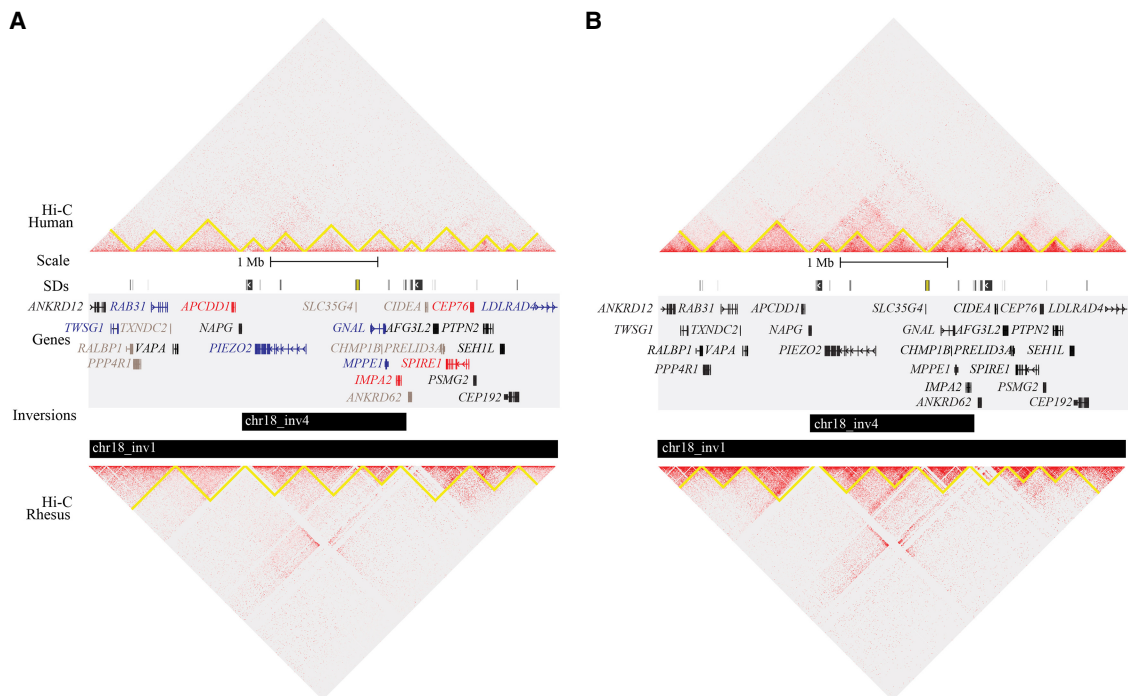 A
B
Hi-C
Human
Scale
1 Mb
1 Mb
SDs
ANKRD12 RAB31 APCDD1 SLC35G4 CIDEA CEP76 LDLRAD4
TWSG1 TXNDC2 NAPG GNAL AFG3L2 PTPN2
Genes
RALBP1 VAPA PIEZO2 CHMP1B PRELID3A SEH1L
PPP4R1 MPPE1 SPIRE1
IMPA2 PSMG2
ANKRD62 CEP192
ANKRD12 RAB31 APCDD1 SLC35G4 CIDEA CEP76 LDLRAD4
TWSG1 TXNDC2 NAPG GNAL AFG3L2 PTPN2
RALBP1 VAPA PIEZO2 CHMP1B PRELID3A SEH1L
PPP4R1 MPPE1 SPIRE1
IMPA2 PSMG2
ANKRD62 CEP192
Inversions
chr18_inv4
chr18_inv4
chr18_inv1
chr18_inv1
Hi-C
Rhesus